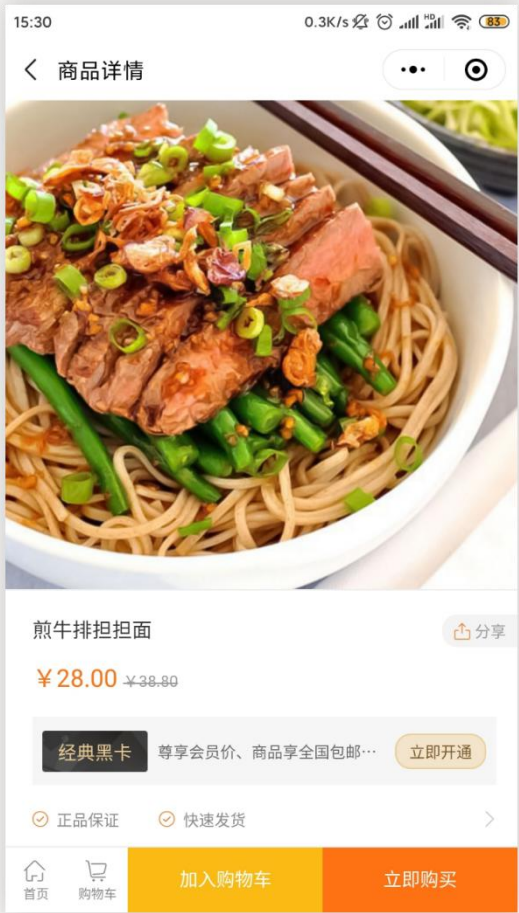 15:30 0.3K/s HD 83
商品详情
煎牛排担担面
分享
￥28.00 ￥38.80
经典黑卡 尊享会员价、商品享全国包邮… 立即开通
正品保证 快速发货
首页 购物车 加入购物车 立即购买